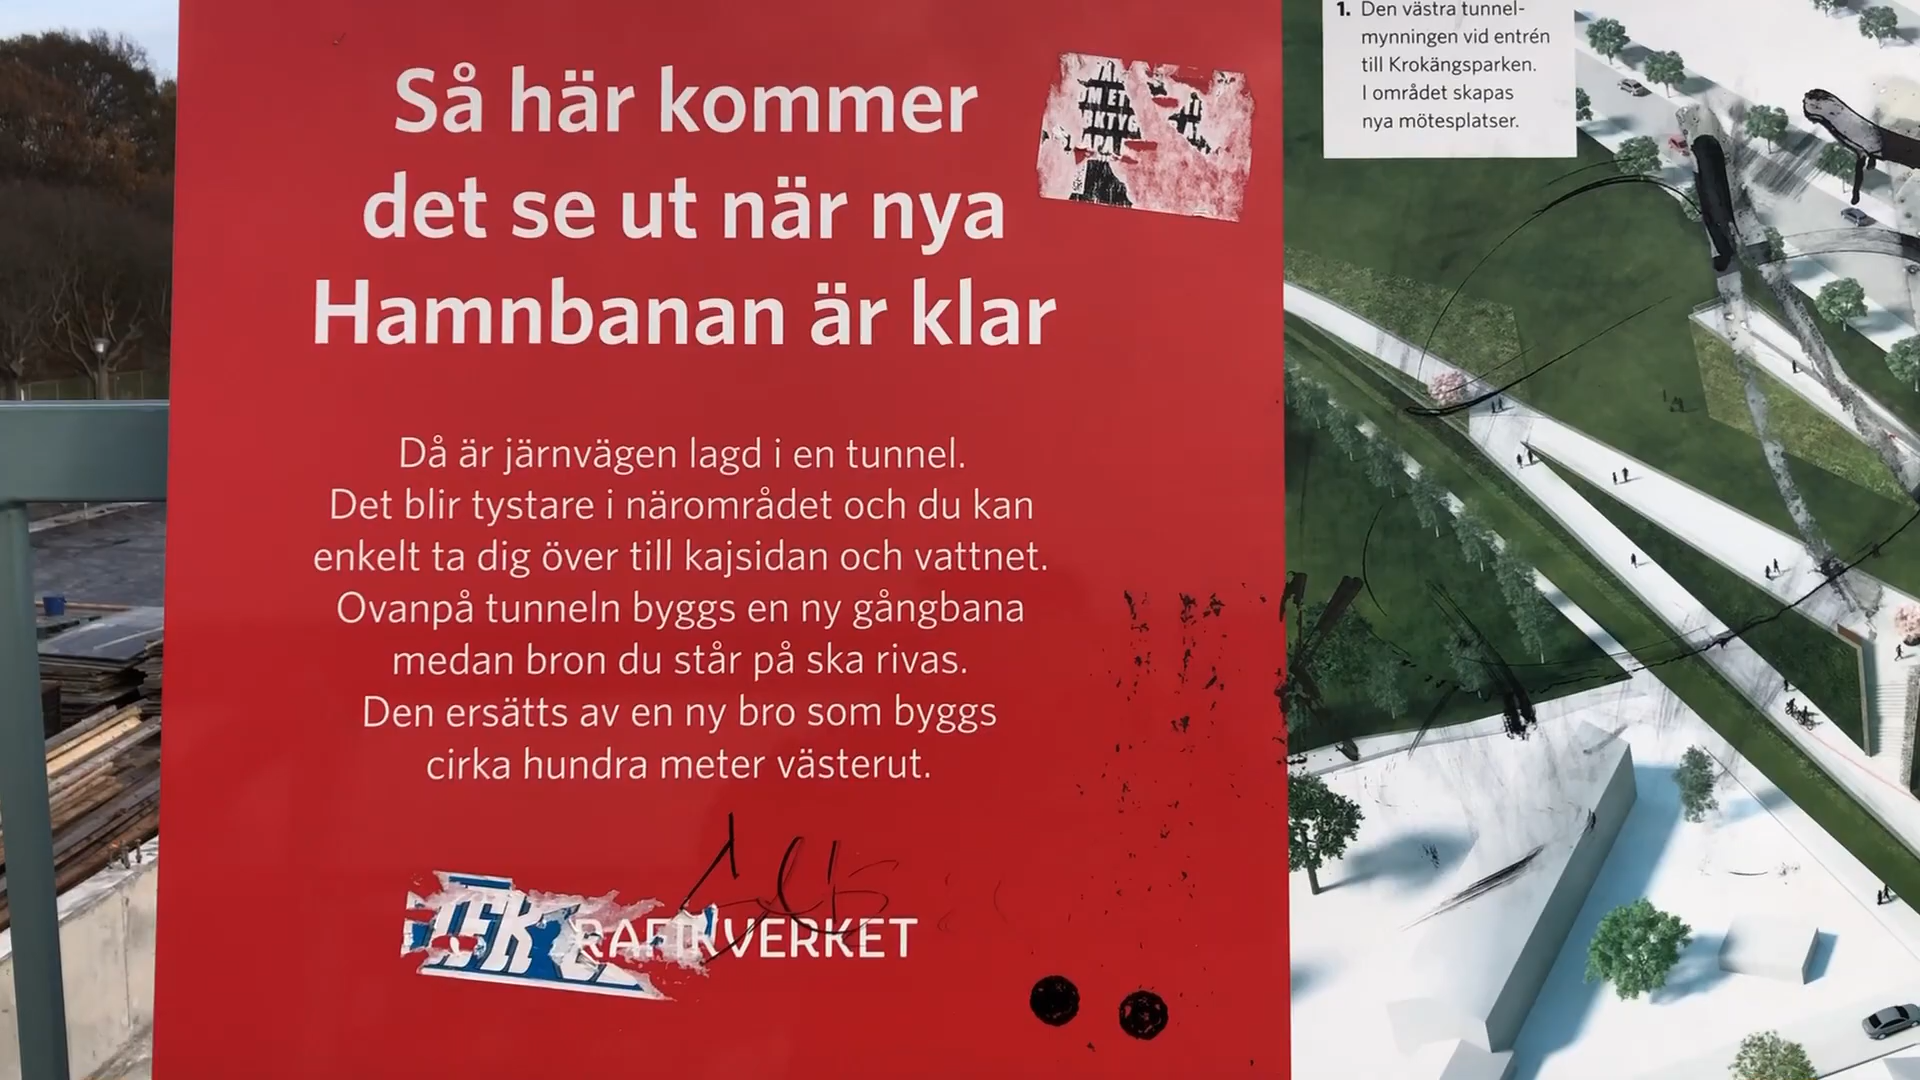 Så här kommer
det se ut när nya
Hamnbanan är klar
Då är järnvägen lagd i en tunnel.
Det blir tystare i närområdet och du kan
enkelt ta dig över till kajsidan och vattnet.
Ovanpå tunneln byggs en ny gångbana
medan bron du står på ska rivas.
Den ersätts av en ny bro som byggs
cirka hundra meter västerut.
IFK
VERKET
1. Den västra tunnel-
mynningen vid entrén
till Krokängsparken.
I området skapas
nya mötesplatser.